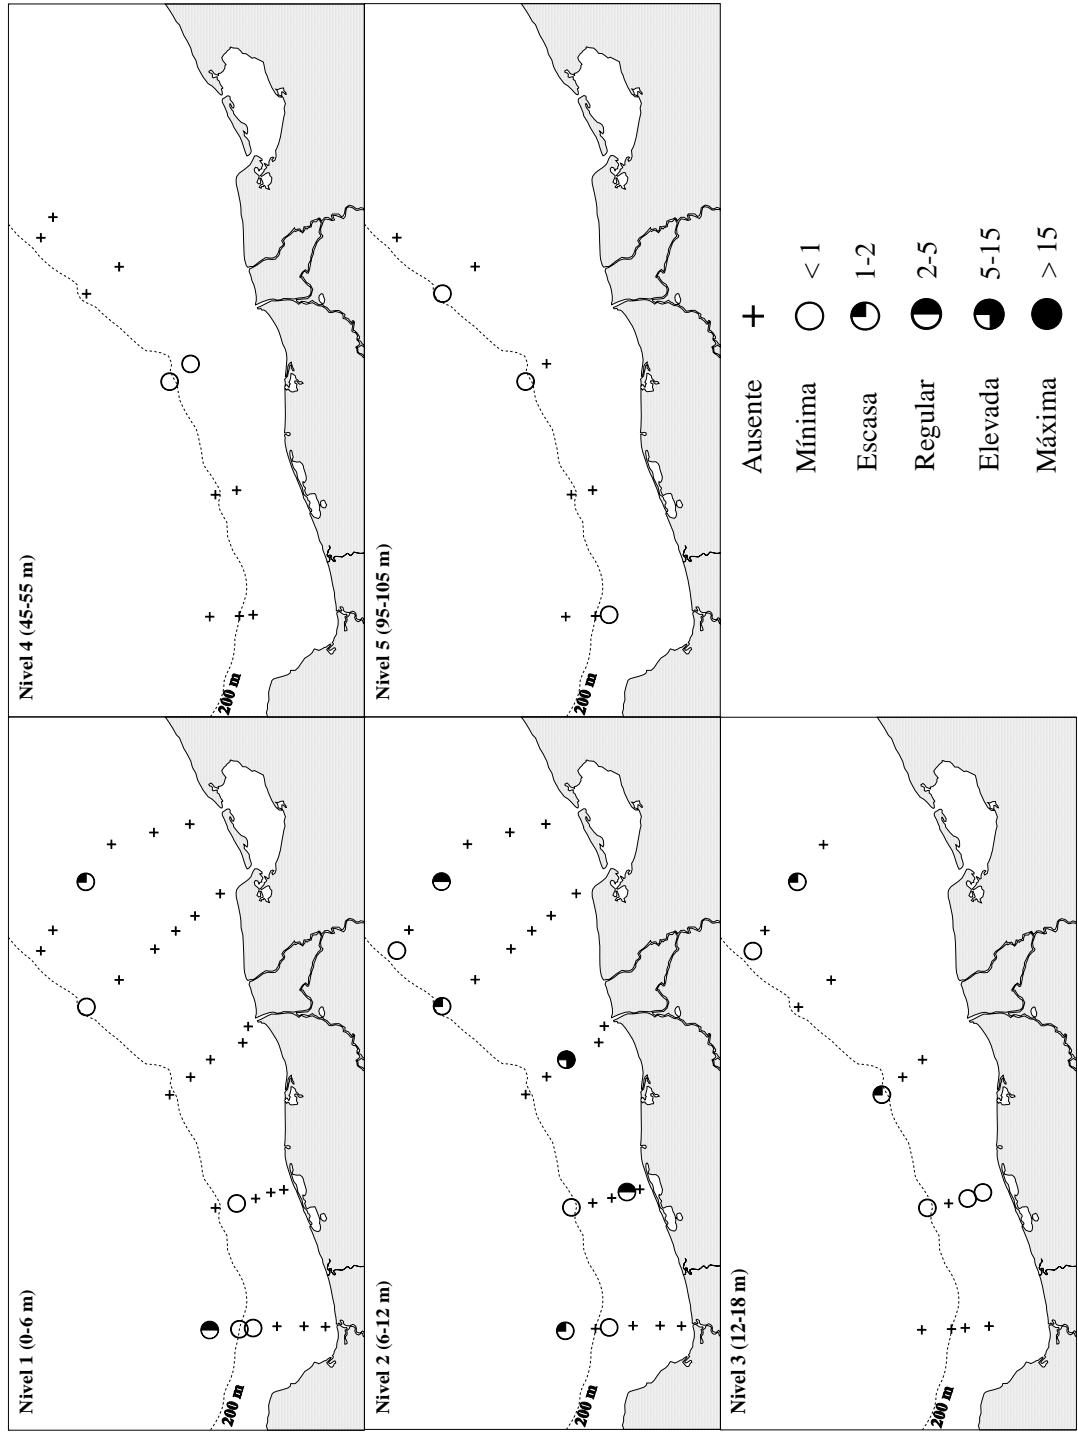 Nivel 1 (0-6 m)
200 m
Nivel 2 (6-12 m)
200 m
Nivel 3 (12-18 m)
200 m
Nivel 4 (45-55 m)
200 m
Nivel 5 (95-105 m)
200 m
Ausente +
Mínima < 1
Escasa 1-2
Regular 2-5
Elevada 5-15
Máxima > 15